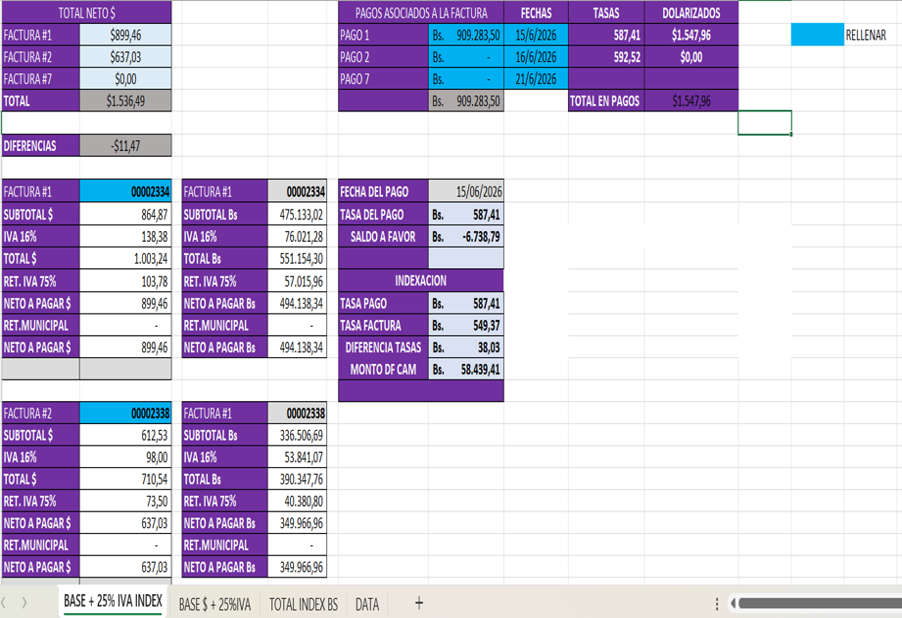 TOTAL NETO $
FACTURA #1 $899,46
FACTURA #2 $637,03
FACTURA #7 $0,00
TOTAL $1.536,49
DIFERENCIAS -$11,47
PAGOS ASOCIADOS A LA FACTURA FECHAS TASAS DOLARIZADOS
PAGO 1 Bs. 909.283,50 15/6/2026 587,41 $1.547,96
PAGO 2 Bs. - 16/6/2026 592,52 $0,00
PAGO 7 Bs. - 21/6/2026
Bs. 909.283,50 TOTAL EN PAGOS $1.547,96
RELLENAR
FACTURA #1 00002334
SUBTOTAL $ 864,87
IVA 16% 138,38
TOTAL $ 1.003,24
RET. IVA 75% 103,78
NETO A PAGAR $ 899,46
RET.MUNICIPAL -
NETO A PAGAR $ 899,46
FACTURA #1 00002334
SUBTOTAL Bs 475.133,02
IVA 16% 76.021,28
TOTAL Bs 551.154,30
RET. IVA 75% 57.015,96
NETO A PAGAR Bs 494.138,34
RET.MUNICIPAL -
NETO A PAGAR Bs 494.138,34
FECHA DEL PAGO 15/06/2026
TASA DEL PAGO Bs. 587,41
SALDO A FAVOR Bs. -6.738,79
INDEXACION
TASA PAGO Bs. 587,41
TASA FACTURA Bs. 549,37
DIFERENCIA TASAS Bs. 38,03
MONTO DF CAM Bs. 58.439,41
FACTURA #2 00002338
SUBTOTAL $ 612,53
IVA 16% 98,00
TOTAL $ 710,54
RET. IVA 75% 73,50
NETO A PAGAR $ 637,03
RET.MUNICIPAL -
NETO A PAGAR $ 637,03
FACTURA #1 00002338
SUBTOTAL Bs 336.506,69
IVA 16% 53.841,07
TOTAL Bs 390.347,76
RET. IVA 75% 40.380,80
NETO A PAGAR Bs 349.966,96
RET.MUNICIPAL -
NETO A PAGAR Bs 349.966,96
BASE + 25% IVA INDEX BASE $ + 25%IVA TOTAL INDEX BS DATA +